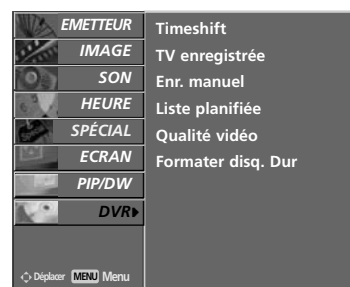 EMETTEUR
IMAGE
SON
HEURE
SPÉCIAL
ECRAN
PIP/DW
DVR
Déplacer MENU Menu
Timeshift
TV enregistrée
Enr. manuel
Liste planifiée
Qualité vidéo
Formater disq. Dur